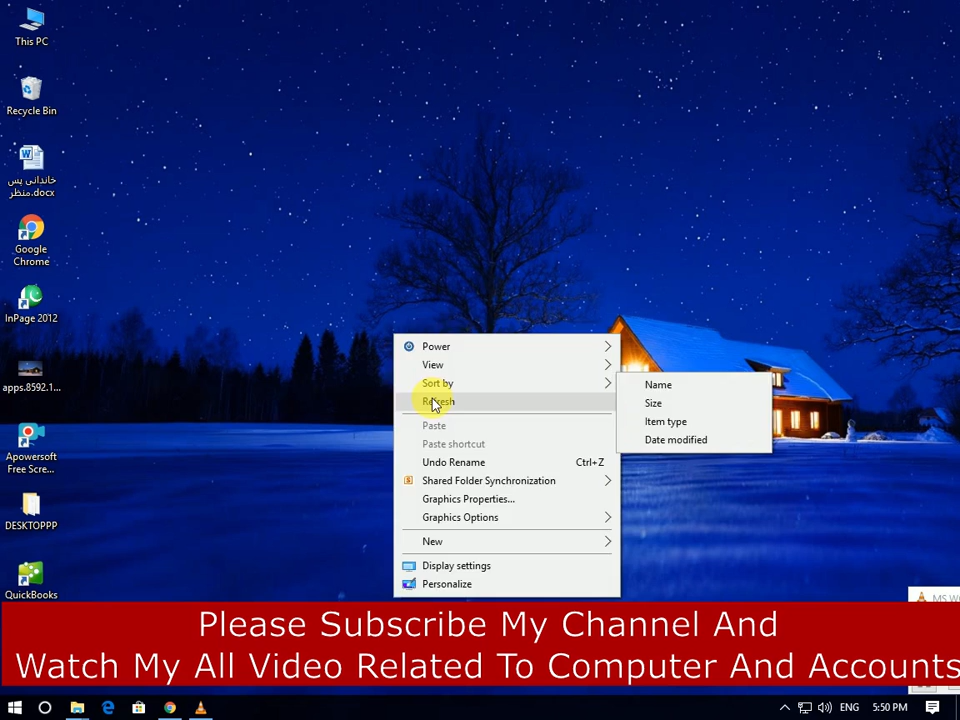 This PC
Recycle Bin
خاندانی پس
منظر.docx
Google
Chrome
InPage 2012
apps.8592.1...
Apowersoft
Free Scre...
DESKTOPPP
QuickBooks
Power
View
Sort by
Refresh
Paste
Paste shortcut
Undo Rename Ctrl+Z
Shared Folder Synchronization
Graphics Properties...
Graphics Options
New
Display settings
Personalize
Name
Size
Item type
Date modified
Please Subscribe My Channel And
Watch My All Video Related To Computer And Accounts
ENG 5:50 PM